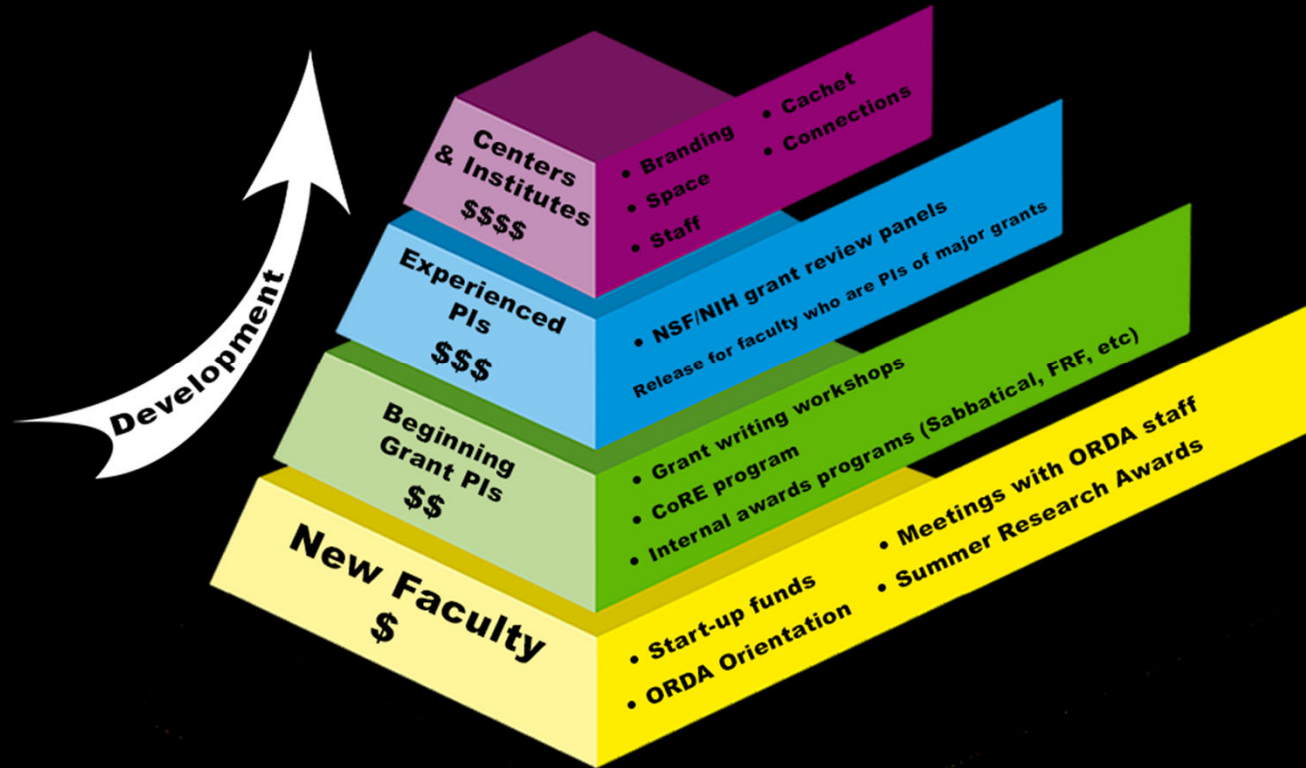 Development
Centers
& Institutes
$$$$
• Branding
• Space
• Staff
• Cachet
• Connections
Experienced
PIs
$$$
• NSF/NIH grant review panels
Release for faculty who are PIs of major grants
Beginning
Grant PIs
$$
• Grant writing workshops
• CoRE program
• Internal awards programs (Sabbatical, FRF, etc)
New Faculty
$
• Start-up funds
• ORDA Orientation
• Meetings with ORDA staff
• Summer Research Awards